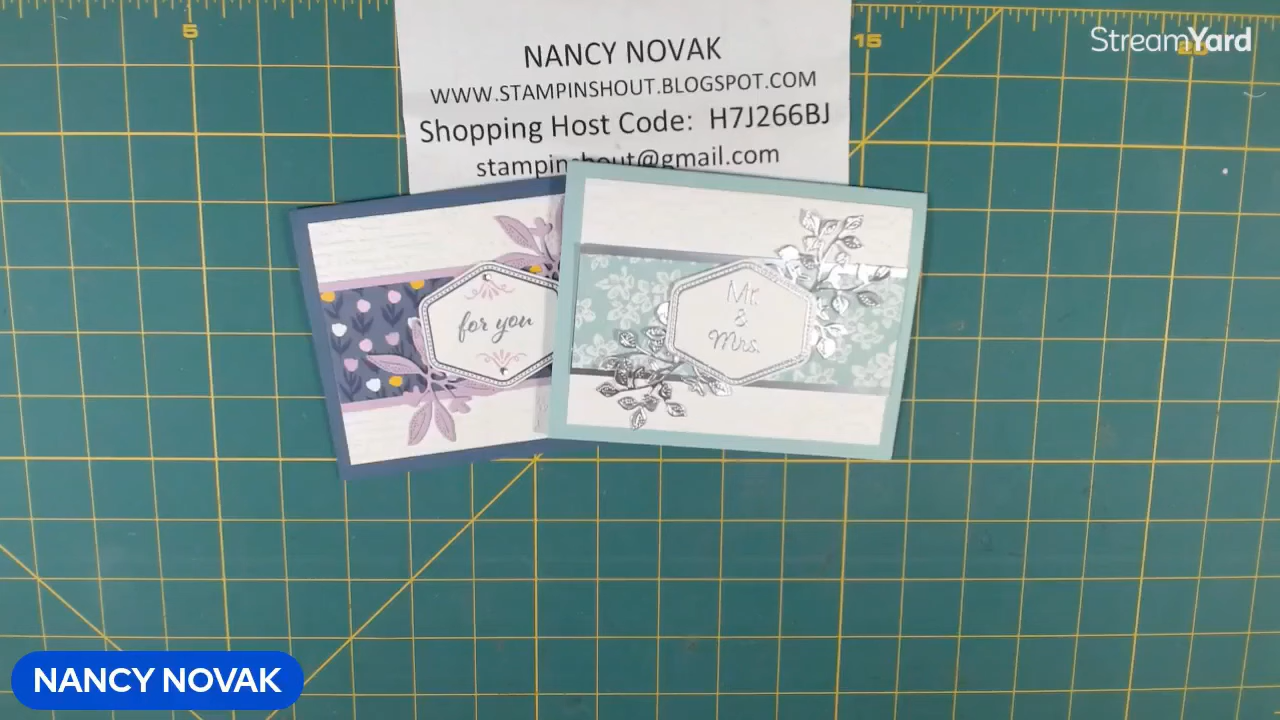 5
15
20
StreamYard
NANCY NOVAK
WWW.STAMPINSHOUT.BLOGSPOT.COM
Shopping Host Code: H7J266BJ
stampinshout@gmail.com
for you
Mr.
&
Mrs.
NANCY NOVAK